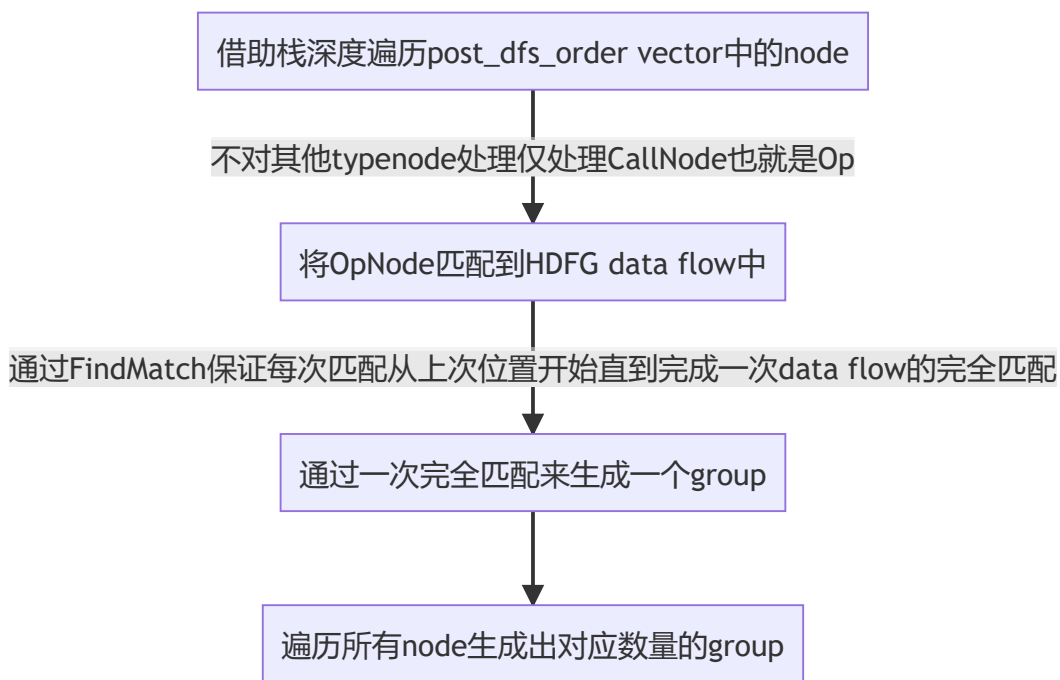 借助栈深度遍历post_dfs_order vector中的node
不对其他typenode处理仅处理CallNode也就是Op
将OpNode匹配到HDFG data flow中
通过FindMatch保证每次匹配从上次位置开始直到完成一次data flow的完全匹配
通过一次完全匹配来生成一个group
遍历所有node生成出对应数量的group